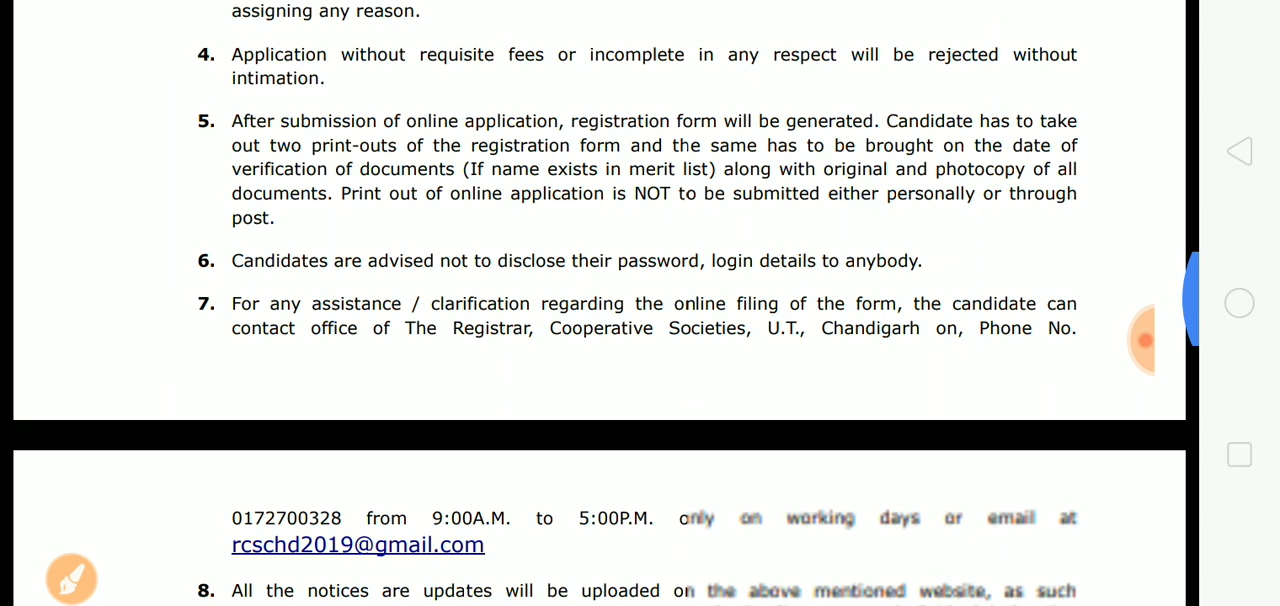 assigning any reason.
4. Application without requisite fees or incomplete in any respect will be rejected without
intimation.
5. After submission of online application, registration form will be generated. Candidate has to take
out two print-outs of the registration form and the same has to be brought on the date of
verification of documents (If name exists in merit list) along with original and photocopy of all
documents. Print out of online application is NOT to be submitted either personally or through
post.
6. Candidates are advised not to disclose their password, login details to anybody.
7. For any assistance / clarification regarding the online filing of the form, the candidate can
contact office of The Registrar, Cooperative Societies, U.T., Chandigarh on, Phone No.
0172700328 from 9:00A.M. to 5:00P.M. only on working days or email at
rcschd2019@gmail.com
8. All the notices are updates will be uploaded on the above mentioned website, as such